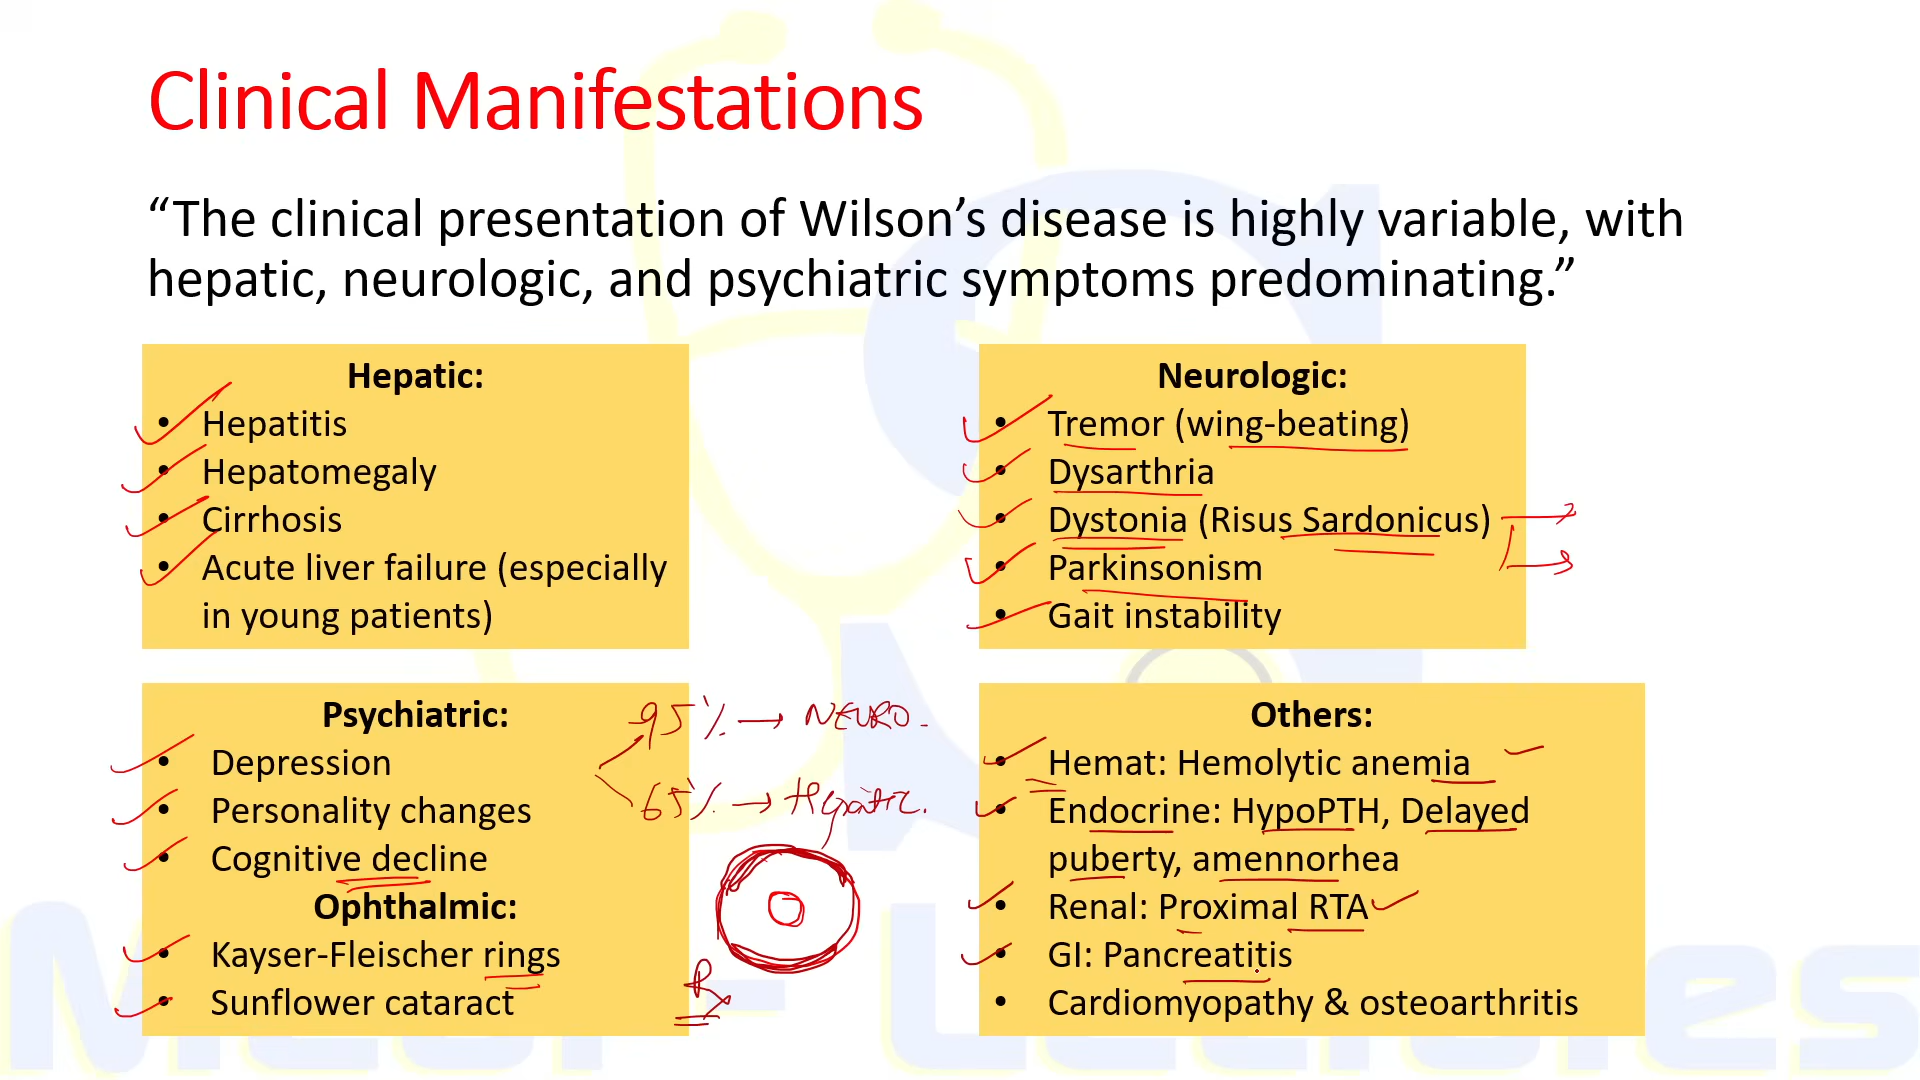 Clinical Manifestations
“The clinical presentation of Wilson’s disease is highly variable, with
hepatic, neurologic, and psychiatric symptoms predominating.”
Hepatic:
• Hepatitis
• Hepatomegaly
• Cirrhosis
• Acute liver failure (especially
in young patients)
Neurologic:
• Tremor (wing-beating)
• Dysarthria
• Dystonia (Risus Sardonicus)
• Parkinsonism
• Gait instability
Psychiatric:
• Depression
• Personality changes
• Cognitive decline
Ophthalmic:
• Kayser-Fleischer rings
• Sunflower cataract
95% → NEURO.
65% → Hepatic.
Rx
Others:
• Hemat: Hemolytic anemia
• Endocrine: HypoPTH, Delayed
puberty, amennorhea
• Renal: Proximal RTA
• GI: Pancreatitis
• Cardiomyopathy & osteoarthritis